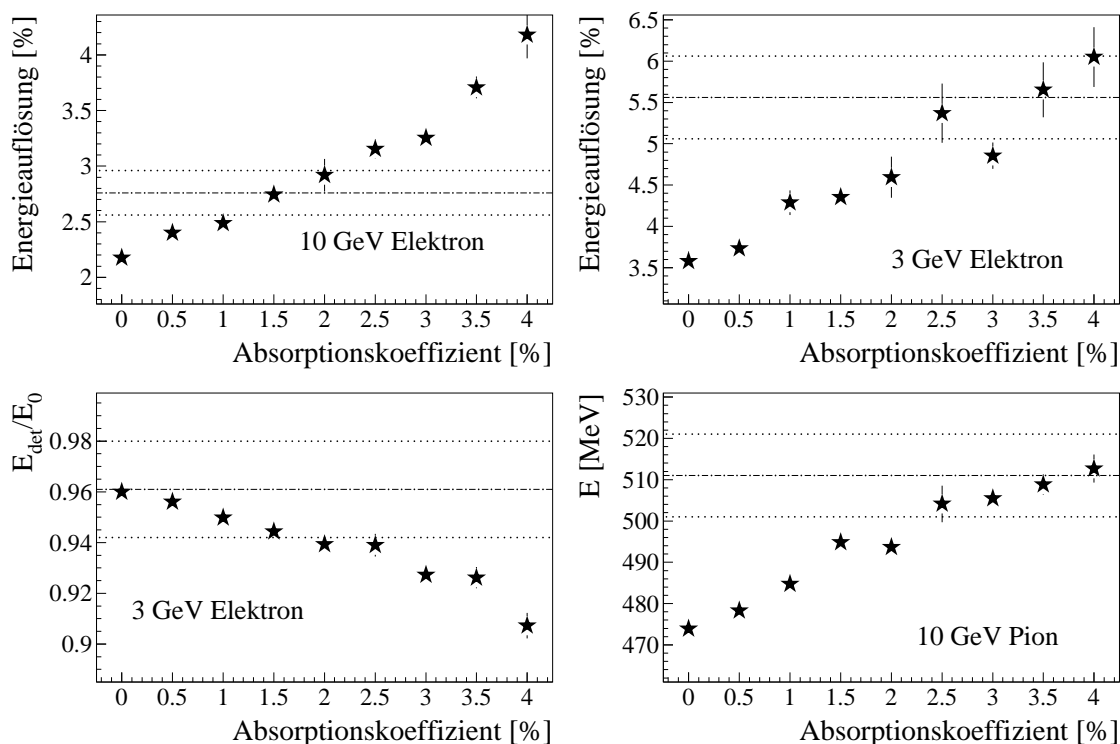 Energieauflösung [%]
4
3.5
3
2.5
2
10 GeV Elektron
0 0.5 1 1.5 2 2.5 3 3.5 4
Absorptionskoeffizient [%]
Energieauflösung [%]
6.5
6
5.5
5
4.5
4
3.5
3 GeV Elektron
0 0.5 1 1.5 2 2.5 3 3.5 4
Absorptionskoeffizient [%]
E_det/E_0
0.98
0.96
0.94
0.92
0.9
3 GeV Elektron
0 0.5 1 1.5 2 2.5 3 3.5 4
Absorptionskoeffizient [%]
E [MeV]
530
520
510
500
490
480
470
10 GeV Pion
0 0.5 1 1.5 2 2.5 3 3.5 4
Absorptionskoeffizient [%]